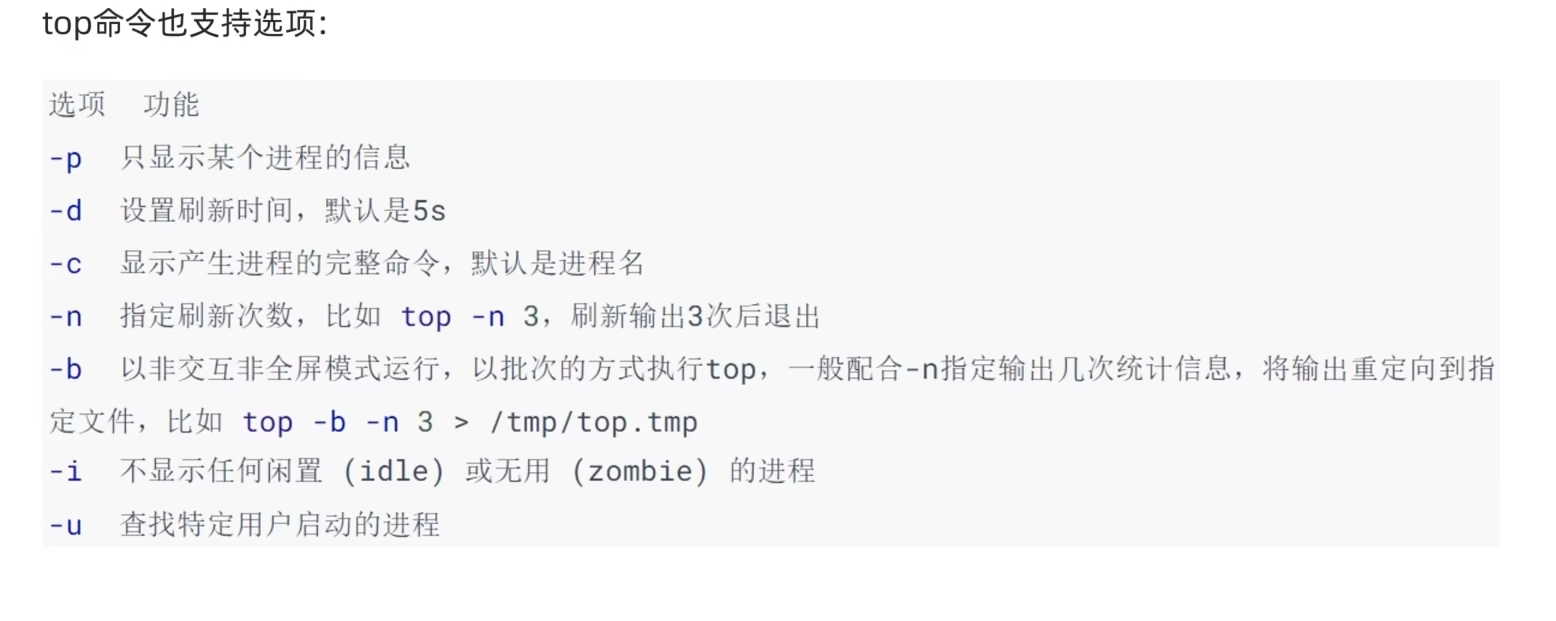 top命令也支持选项:
选项 功能
-p 只显示某个进程的信息
-d 设置刷新时间，默认是5s
-c 显示产生进程的完整命令，默认是进程名
-n 指定刷新次数，比如 top -n 3，刷新输出3次后退出
-b 以非交互非全屏模式运行，以批次的方式执行top，一般配合-n指定输出几次统计信息，将输出重定向到指
定文件，比如 top -b -n 3 > /tmp/top.tmp
-i 不显示任何闲置 (idle) 或无用 (zombie) 的进程
-u 查找特定用户启动的进程